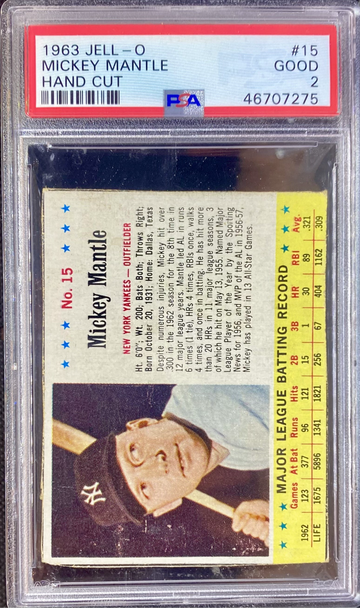 1963 JELL-O #15
MICKEY MANTLE GOOD
HAND CUT 2
PSA 46707275
No. 15
Mickey Mantle
NEW YORK YANKEES OUTFIELDER
Ht. 6'0"; Wt. 200; Bats Both; Throws Right;
Born October 20, 1931; Home: Dallas, Texas
Despite numerous injuries, Mickey hit over
.300 in the 1962 season for the 8th time in
12 major league years. Mantle led AL in runs
6 times (1 tie), HRs 4 times, RBIs once, walks
times, and once in batting. He has hit more
than 20 HRs in 11 major league seasons, 3
of which he hit on May 13, 1955. Named Major
League Player of the Year by the Sporting
News for 1956, and MVP of the AL in 1956-57.
Mickey has played in 13 All-Star Games.
NY
MAJOR LEAGUE BATTING RECORD
Games At Bat Runs Hits 2B 3B HR RBI Avg.
1962 123 377 96 121 15 1 30 89 .321
LIFE 1675 5896 1341 1821 256 67 404 1162 .309